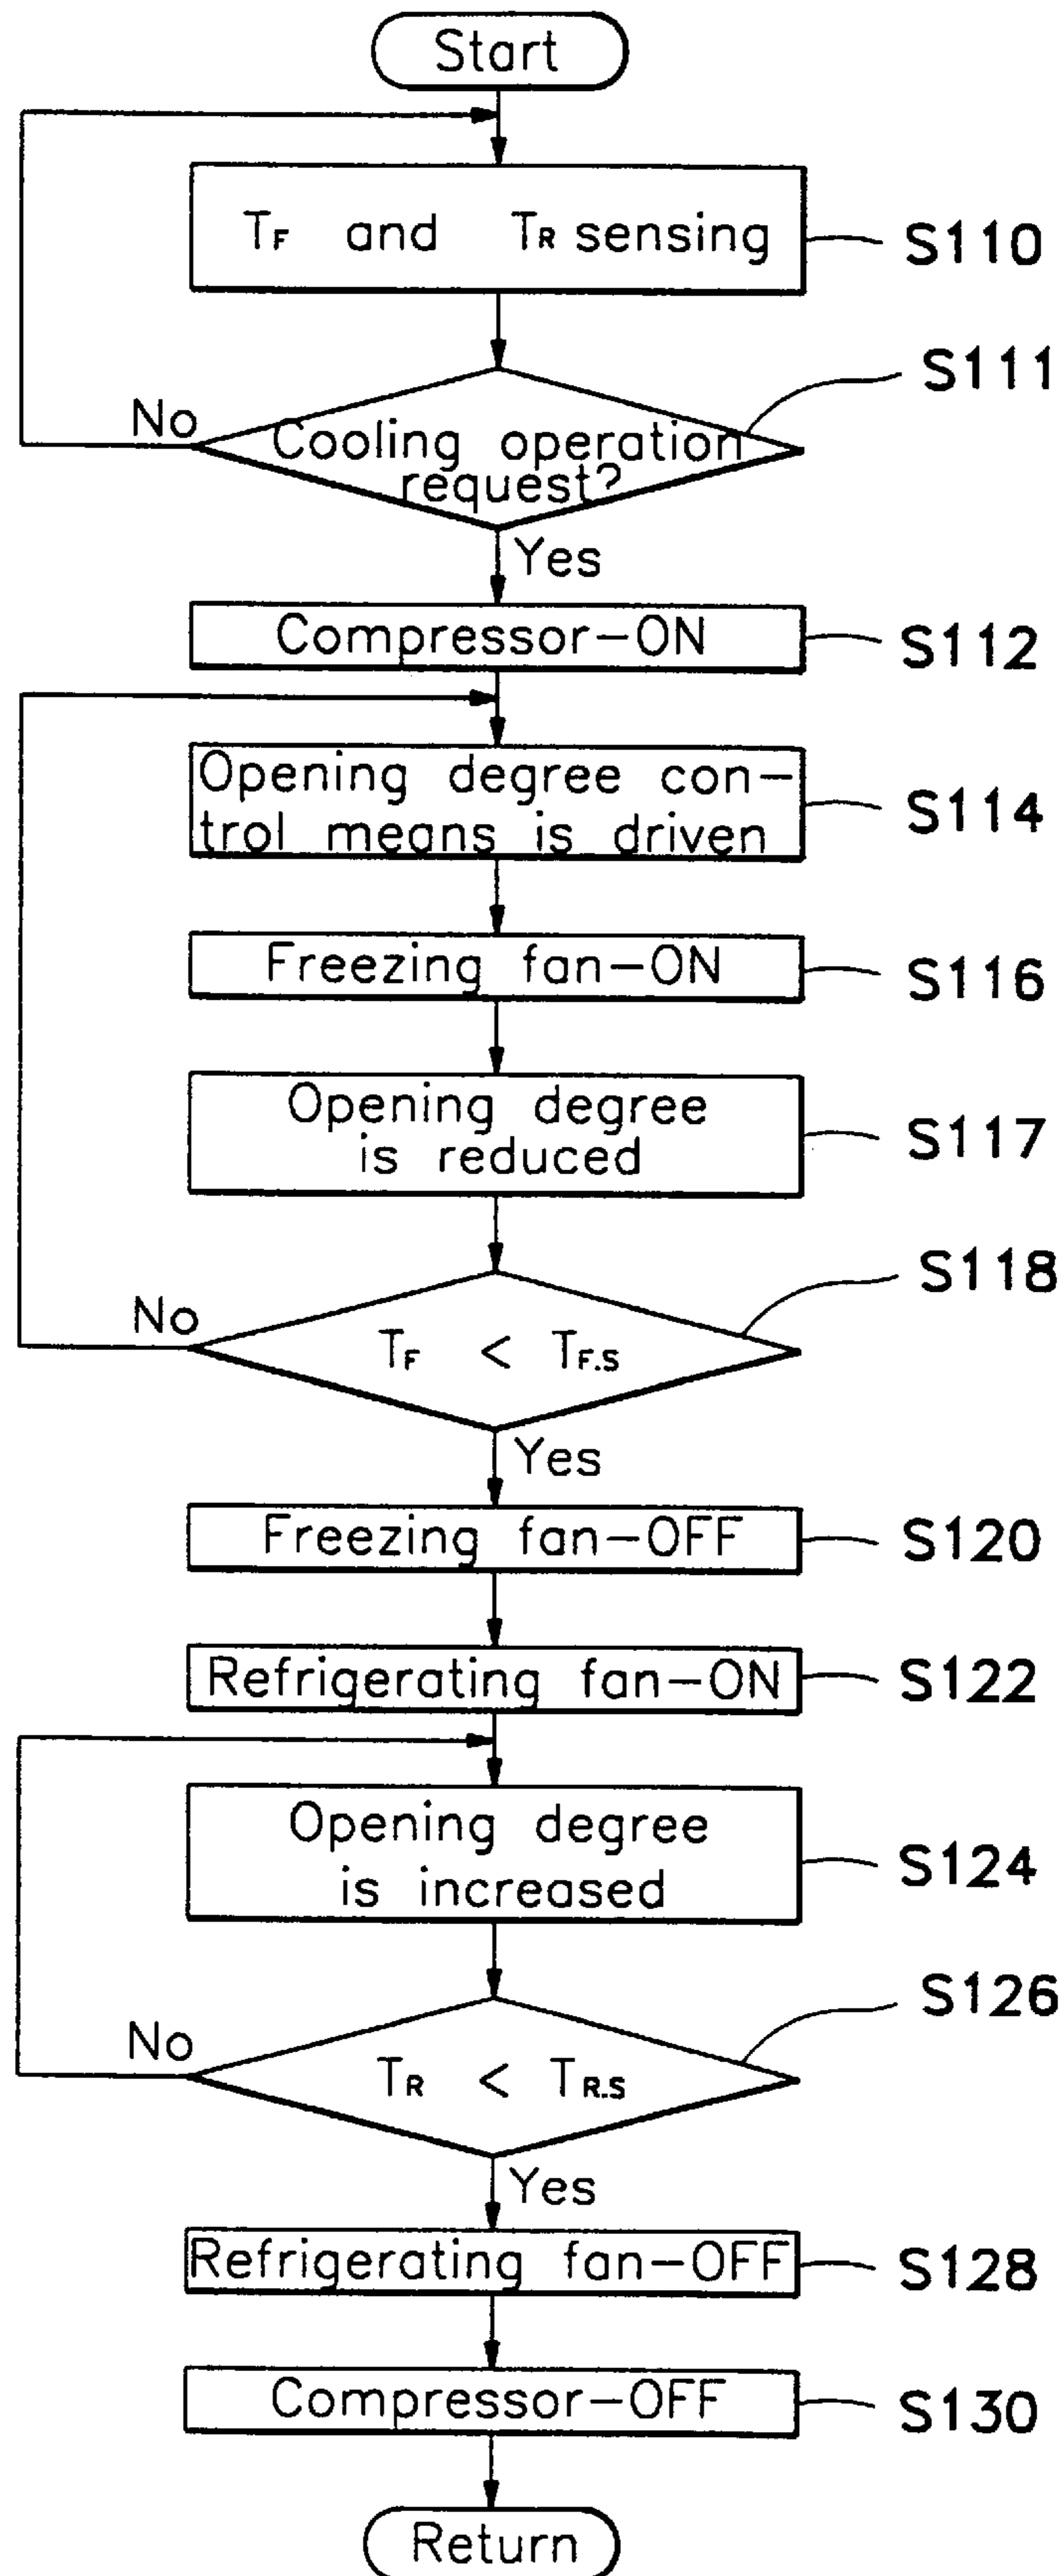 Start
TF and TR sensing
S110
S111
No
Cooling operation
request?
Yes
Compressor-ON
S112
Opening degree con-
trol means is driven
S114
Freezing fan-ON
S116
Opening degree
is reduced
S117
S118
No
TF < TF.S
Yes
Freezing fan-OFF
S120
Refrigerating fan-ON
S122
Opening degree
is increased
S124
S126
No
TR < TR.S
Yes
Refrigerating fan-OFF
S128
Compressor-OFF
S130
Return